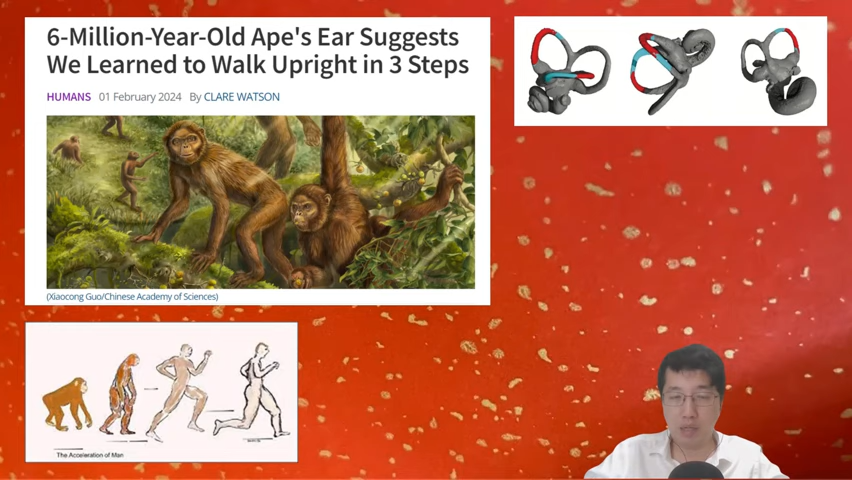 6-Million-Year-Old Ape's Ear Suggests
We Learned to Walk Upright in 3 Steps
HUMANS 01 February 2024 By CLARE WATSON
(Xiaocong Guo/Chinese Academy of Sciences)
The Acceleration of Man